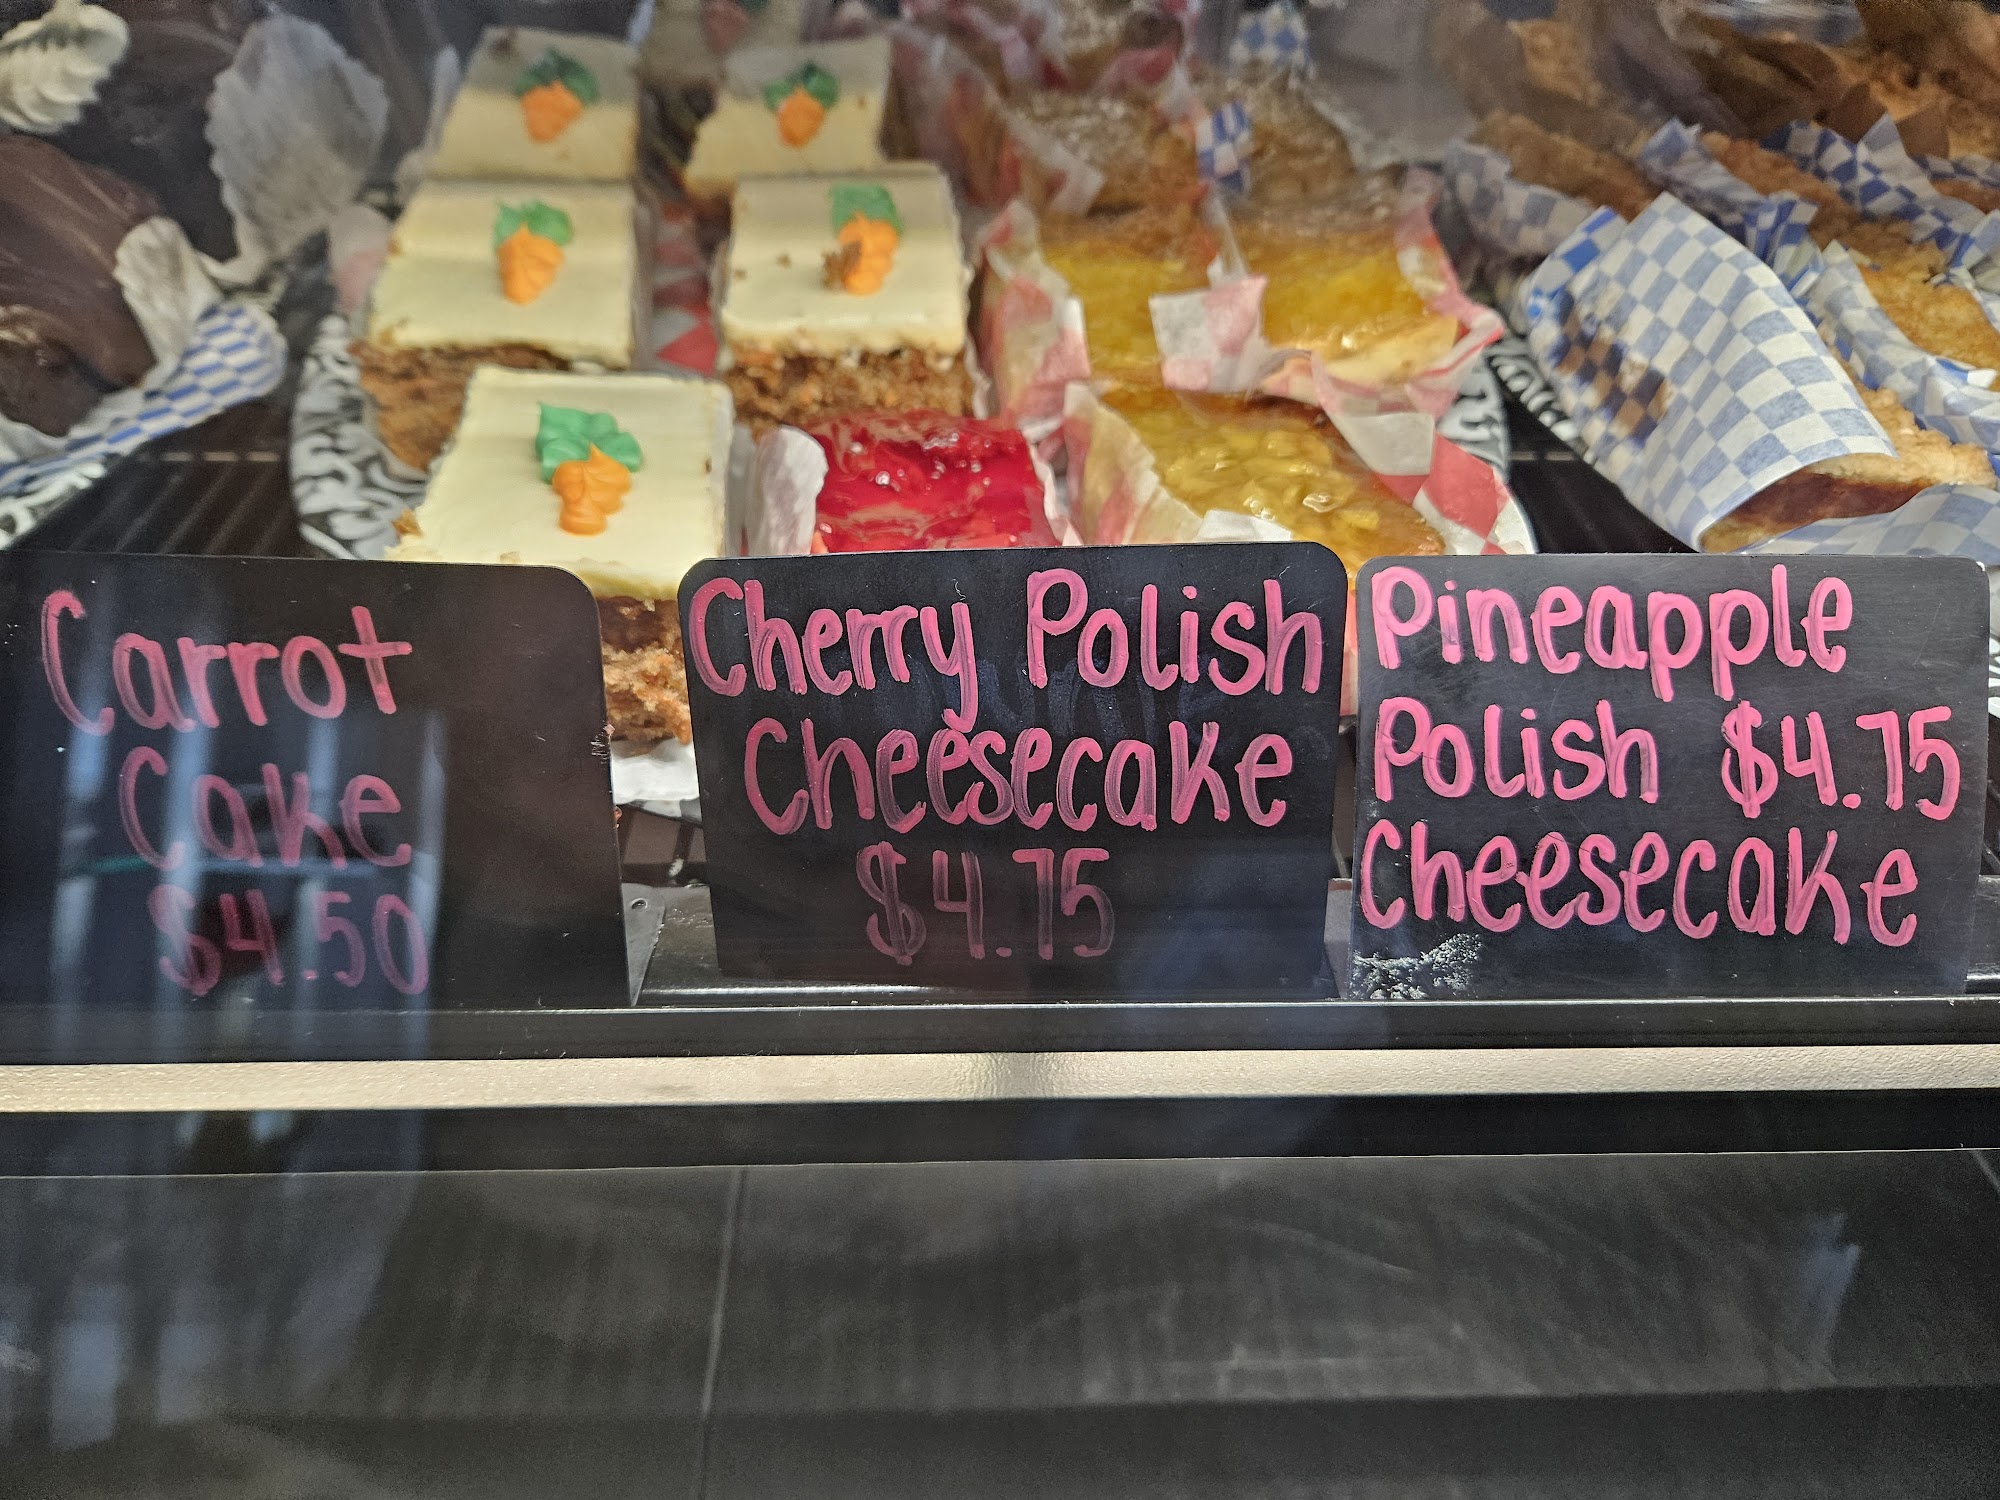 Carrot
Cake
$4.50
Cherry Polish
Cheesecake
$4.75
Pineapple
Polish $4.75
Cheesecake